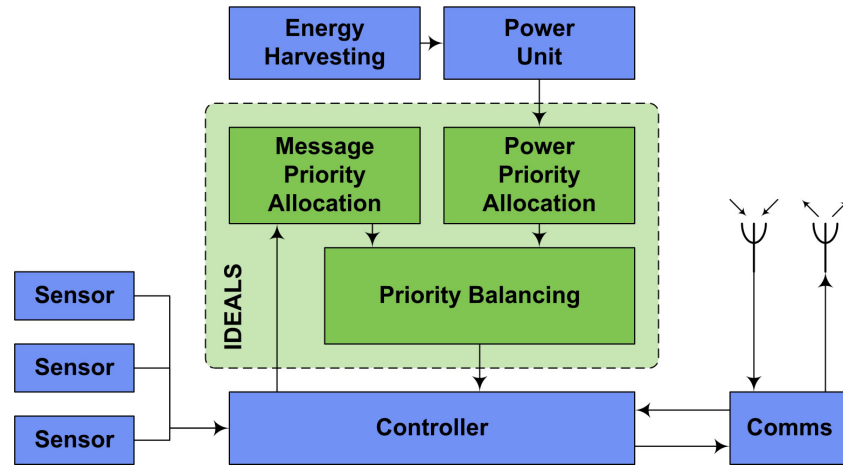 Energy
Harvesting
Power
Unit
Message
Priority
Allocation
Power
Priority
Allocation
IDEALS
Priority Balancing
Sensor
Sensor
Sensor
Controller
Comms